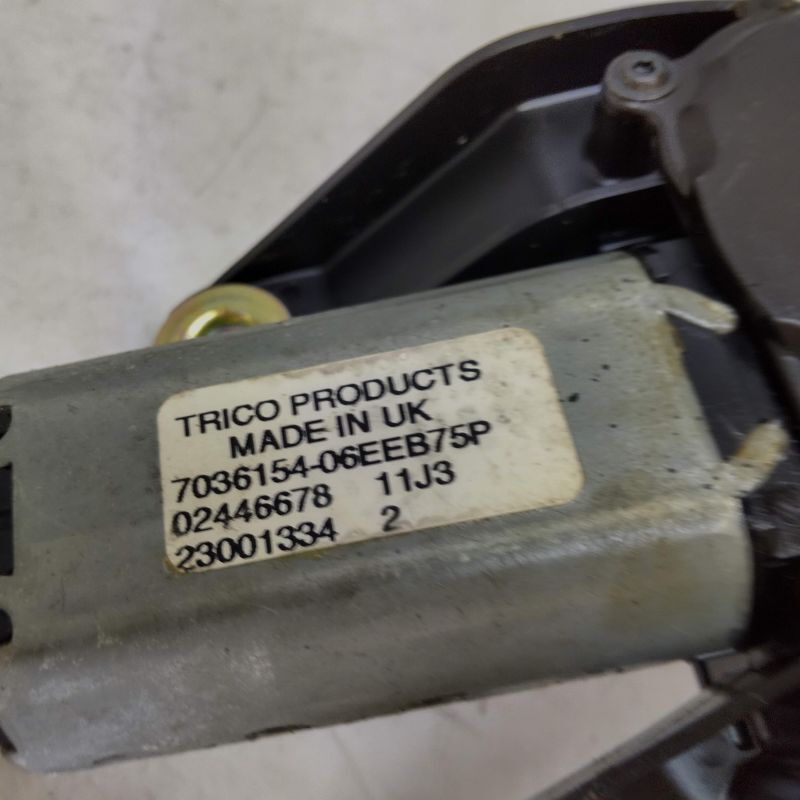 TRICO PRODUCTS
MADE IN UK
7036154-06EEB75P
02446678 11J3
23001334 2